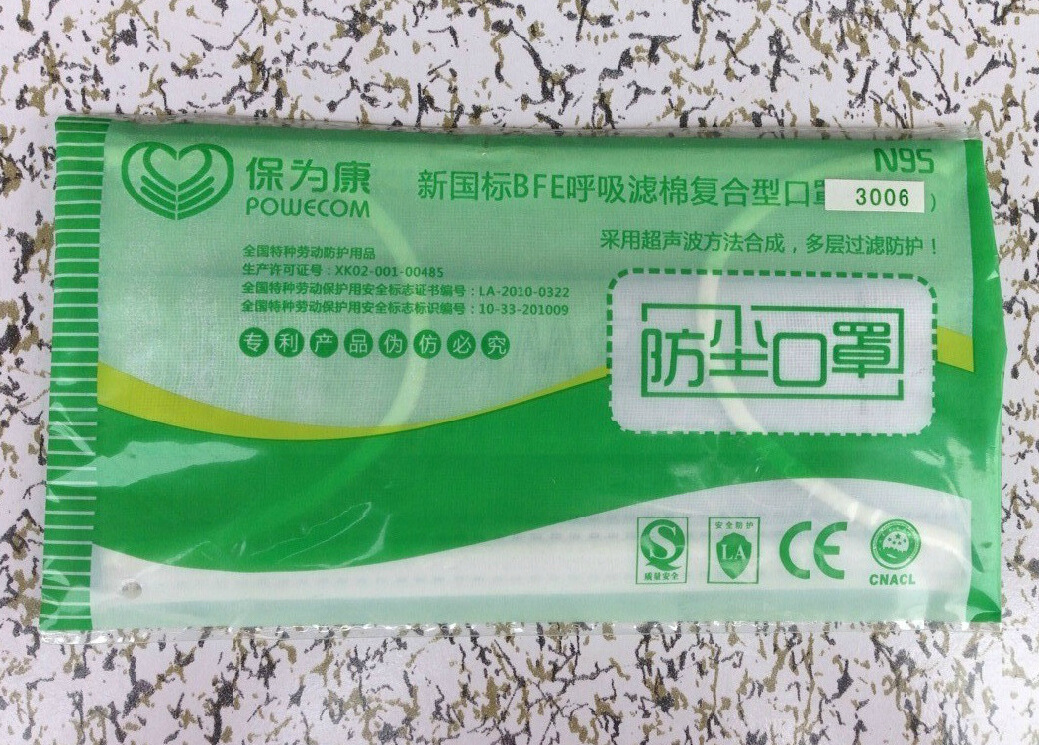 保为康
POWECOM
N95
新国标BFE呼吸滤棉复合型口罩 3006 )
采用超声波方法合成，多层过滤防护！
全国特种劳动防护用品
生产许可证号：XK02-001-00485
全国特种劳动保护用安全标志证书编号：LA-2010-0322
全国特种劳动保护用安全标志标识编号：10-33-201009
专利产品伪仿必究
防尘口罩
S
质量安全
安全防护
LA
CE
CNACL